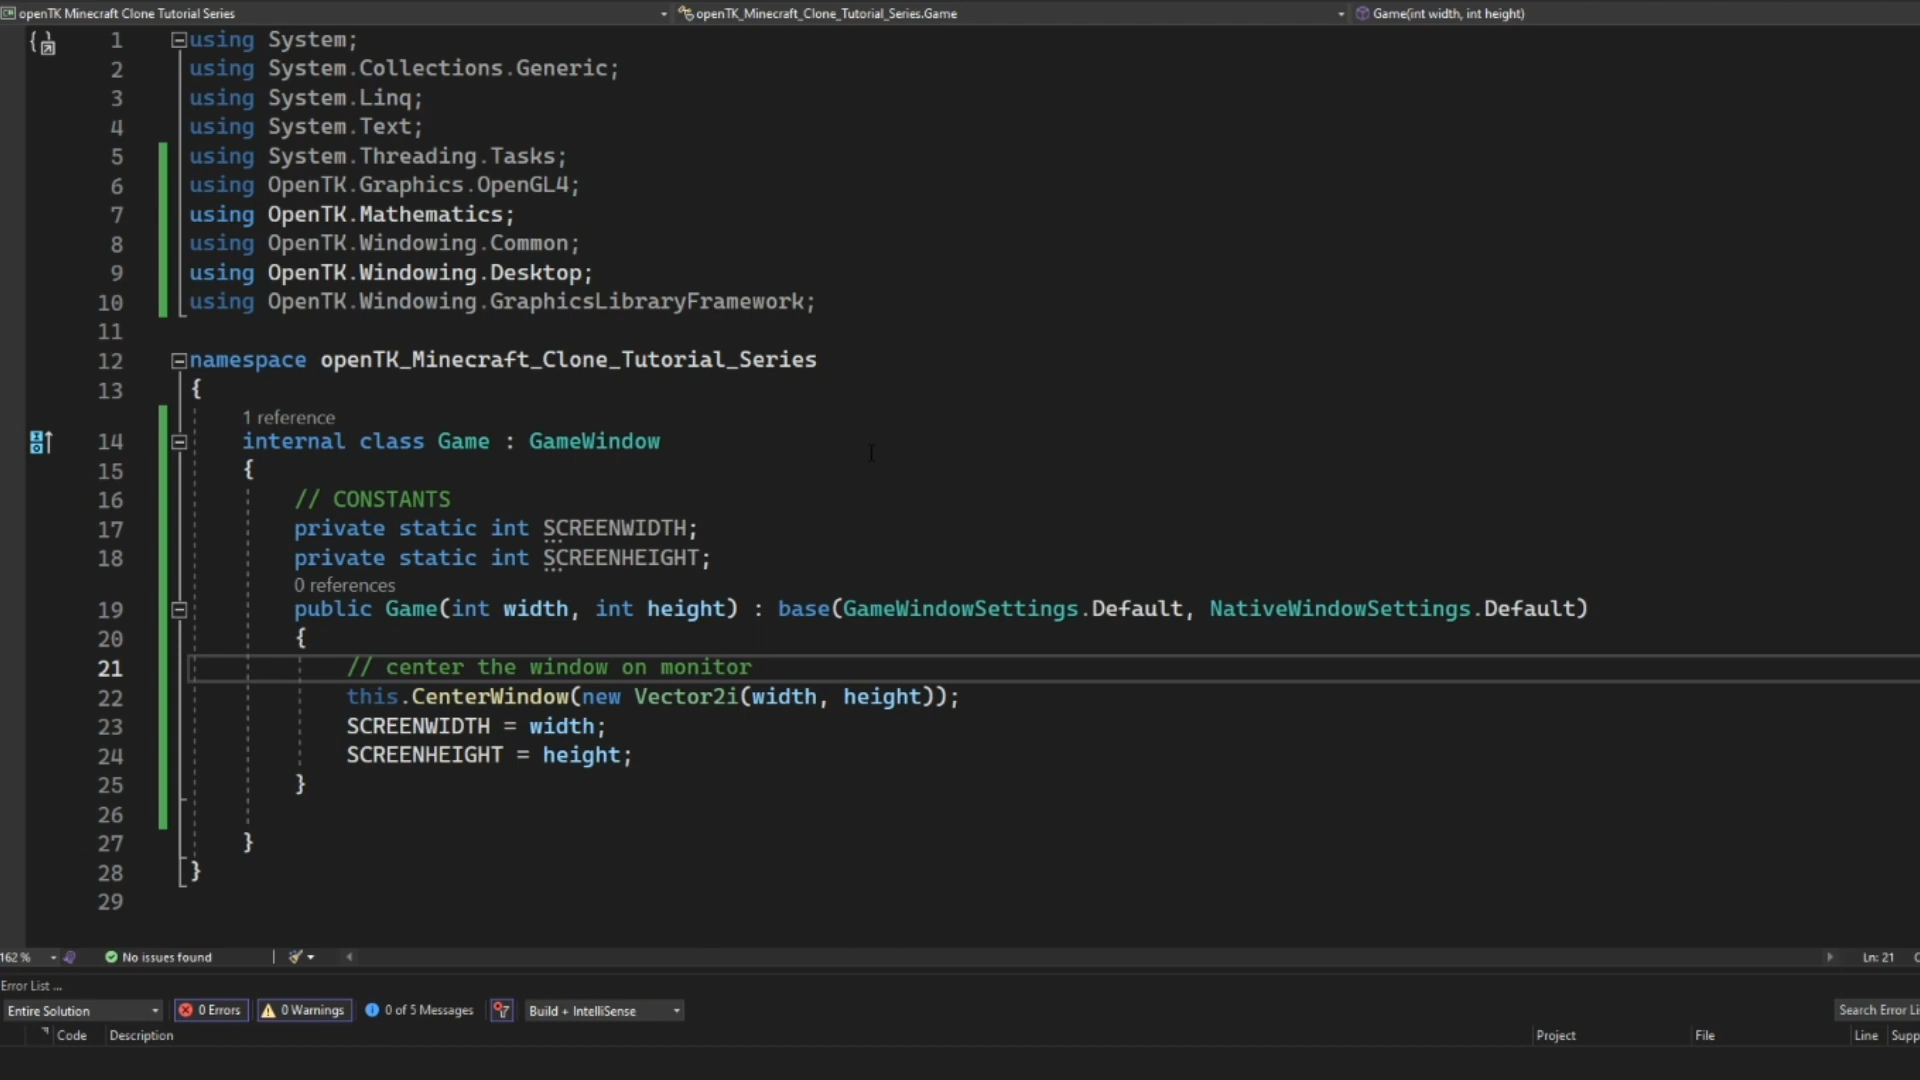 openTK Minecraft Clone Tutorial Series openTK_Minecraft_Clone_Tutorial_Series.Game Game(int width, int height)
1 using System;
2 using System.Collections.Generic;
3 using System.Linq;
4 using System.Text;
5 using System.Threading.Tasks;
6 using OpenTK.Graphics.OpenGL4;
7 using OpenTK.Mathematics;
8 using OpenTK.Windowing.Common;
9 using OpenTK.Windowing.Desktop;
10 using OpenTK.Windowing.GraphicsLibraryFramework;
11
12 namespace openTK_Minecraft_Clone_Tutorial_Series
13 {
1 reference
14 internal class Game : GameWindow
15 {
16 // CONSTANTS
17 private static int SCREENWIDTH;
18 private static int SCREENHEIGHT;
0 references
19 public Game(int width, int height) : base(GameWindowSettings.Default, NativeWindowSettings.Default)
20 {
21 // center the window on monitor
22 this.CenterWindow(new Vector2i(width, height));
23 SCREENWIDTH = width;
24 SCREENHEIGHT = height;
25 }
26
27 }
28 }
29
162 % No issues found Ln: 21
Error List ...
Entire Solution 0 Errors 0 Warnings 0 of 5 Messages Build + IntelliSense Search Error Li
Code Description Project File Line Supp